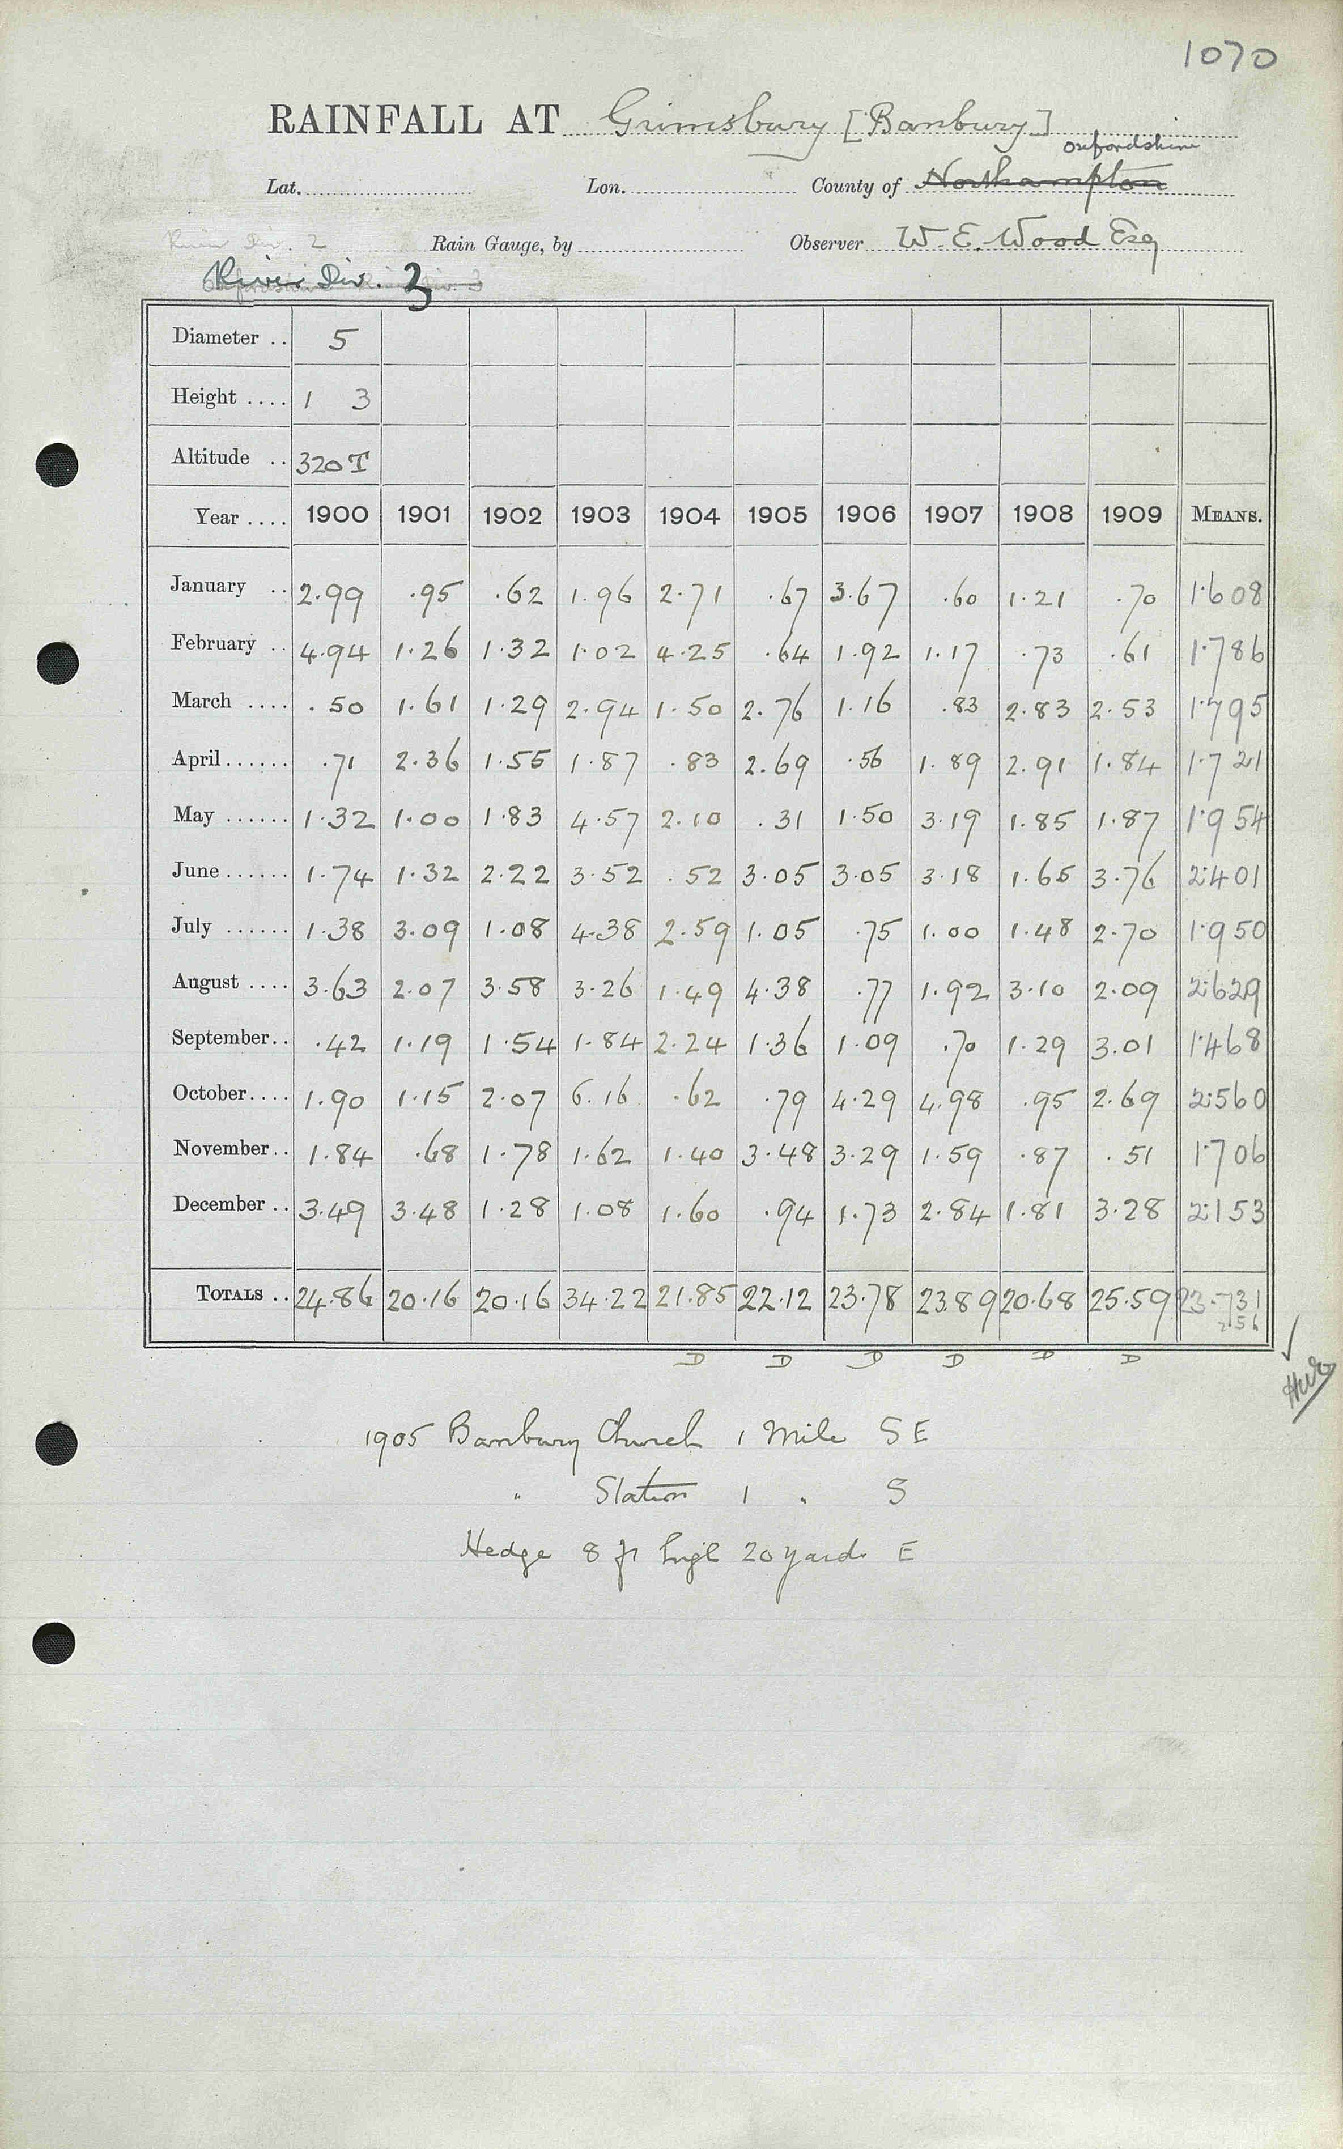 1070
RAINFALL AT Grimsbury [Banbury]
Oxfordshire
Lat. Lon. County of Northampton
River Div. 2 Rain Gauge, by Observer W. E. Wood Esq
River Div. 3
Diameter .. 5
Height .... 1 3
Altitude .. 320 T
Year .... 1900 1901 1902 1903 1904 1905 1906 1907 1908 1909 MEANS.
January .. 2.99 .95 .62 1.96 2.71 .67 3.67 .60 1.21 .70 1.608
February .. 4.94 1.26 1.32 1.02 4.25 .64 1.92 1.17 .73 .61 1.786
March .... .50 1.61 1.29 2.94 1.50 2.76 1.16 .83 2.83 2.53 1.795
April ...... .71 2.36 1.55 1.87 .83 2.69 .56 1.89 2.91 1.84 1.721
May ...... 1.32 1.00 1.83 4.57 2.10 .31 1.50 3.19 1.85 1.87 1.954
June ...... 1.74 1.32 2.22 3.52 .52 3.05 3.05 3.18 1.65 3.76 2.401
July ...... 1.38 3.09 1.08 4.38 2.59 1.05 .75 1.00 1.48 2.70 1.950
August .... 3.63 2.07 3.58 3.26 1.49 4.38 .77 1.92 3.10 2.09 2.629
September .. .42 1.19 1.54 1.84 2.24 1.36 1.09 .70 1.29 3.01 1.468
October .... 1.90 1.15 2.07 6.16 .62 .79 4.29 4.98 .95 2.69 2.560
November .. 1.84 .68 1.78 1.62 1.40 3.48 3.29 1.59 .87 .51 1.706
December .. 3.49 3.48 1.28 1.08 1.60 .94 1.73 2.84 1.81 3.28 2.153
TOTALS .. 24.86 20.16 20.16 34.22 21.85 22.12 23.78 23.89 20.68 25.59 23.731
D D D D D D
1905 Banbury Church 1 Mile SE
" Station 1 " S
Hedge 8 ft high 20 yards E